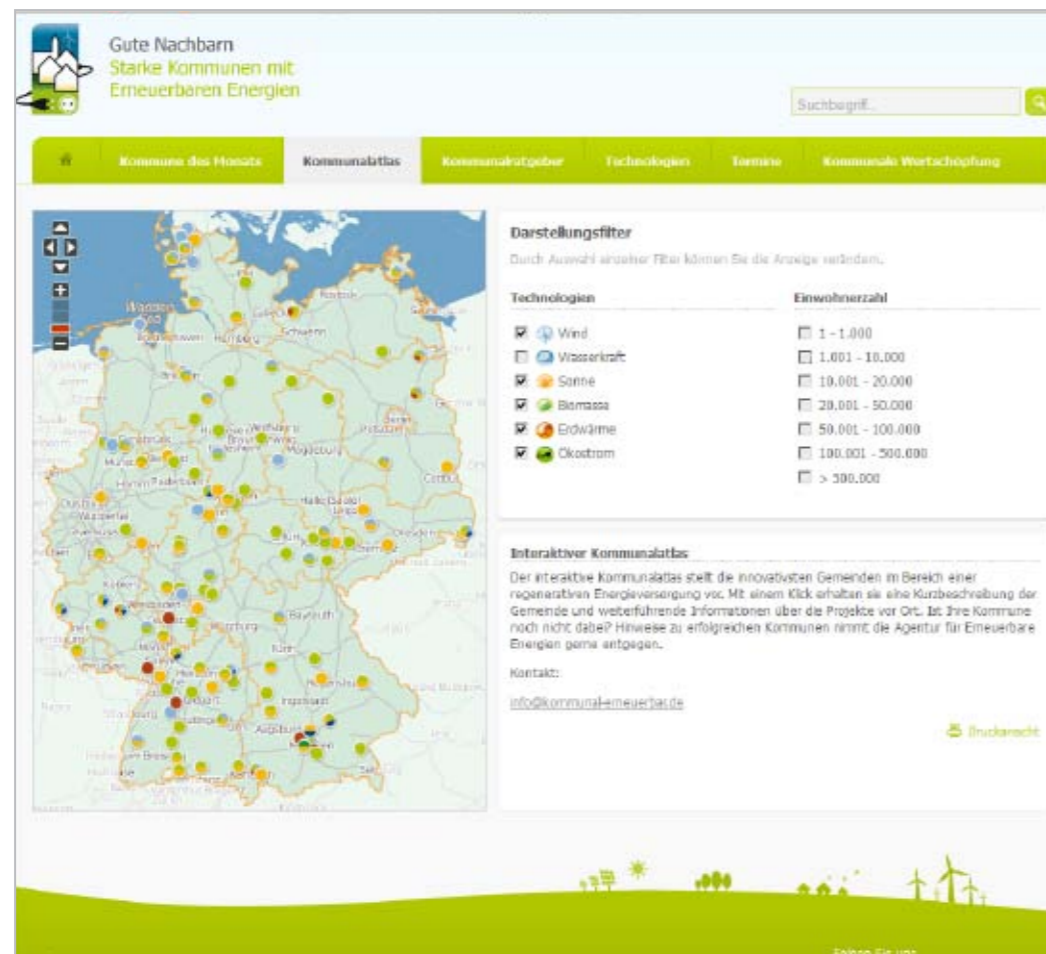 Gute Nachbarn
Starke Kommunen mit
Erneuerbaren Energien
Suchbegriff...
Kommune des Monats
Kommunalatlas
Kommunalratgeber
Technologien
Termine
Kommunale Wertschöpfung
Rostock
Schwerin
Hamburg
Magdeburg
Cottbus
Dresden
Wiesbaden
Würzburg
Bayreuth
Ingolstadt
Augsburg
Darstellungsfilter
Durch Auswahl einzelner Filter können Sie die Anzeige verändern.
Technologien
Wind
Wasserkraft
Sonne
Biomasse
Erdwärme
Ökostrom
Einwohnerzahl
1 - 1.000
1.001 - 10.000
10.001 - 20.000
20.001 - 50.000
50.001 - 100.000
100.001 - 500.000
> 500.000
Interaktiver Kommunalatlas
Der interaktive Kommunalatlas stellt die innovativsten Gemeinden im Bereich einer
regenerativen Energieversorgung vor. Mit einem Klick erhalten sie eine Kurzbeschreibung der
Gemeinde und weiterführende Informationen über die Projekte vor Ort. Ist Ihre Kommune
noch nicht dabei? Hinweise zu erfolgreichen Kommunen nimmt die Agentur für Erneuerbare
Energien gerne entgegen.
Kontakt:
info@kommunal-erneuerbar.de
Druckansicht